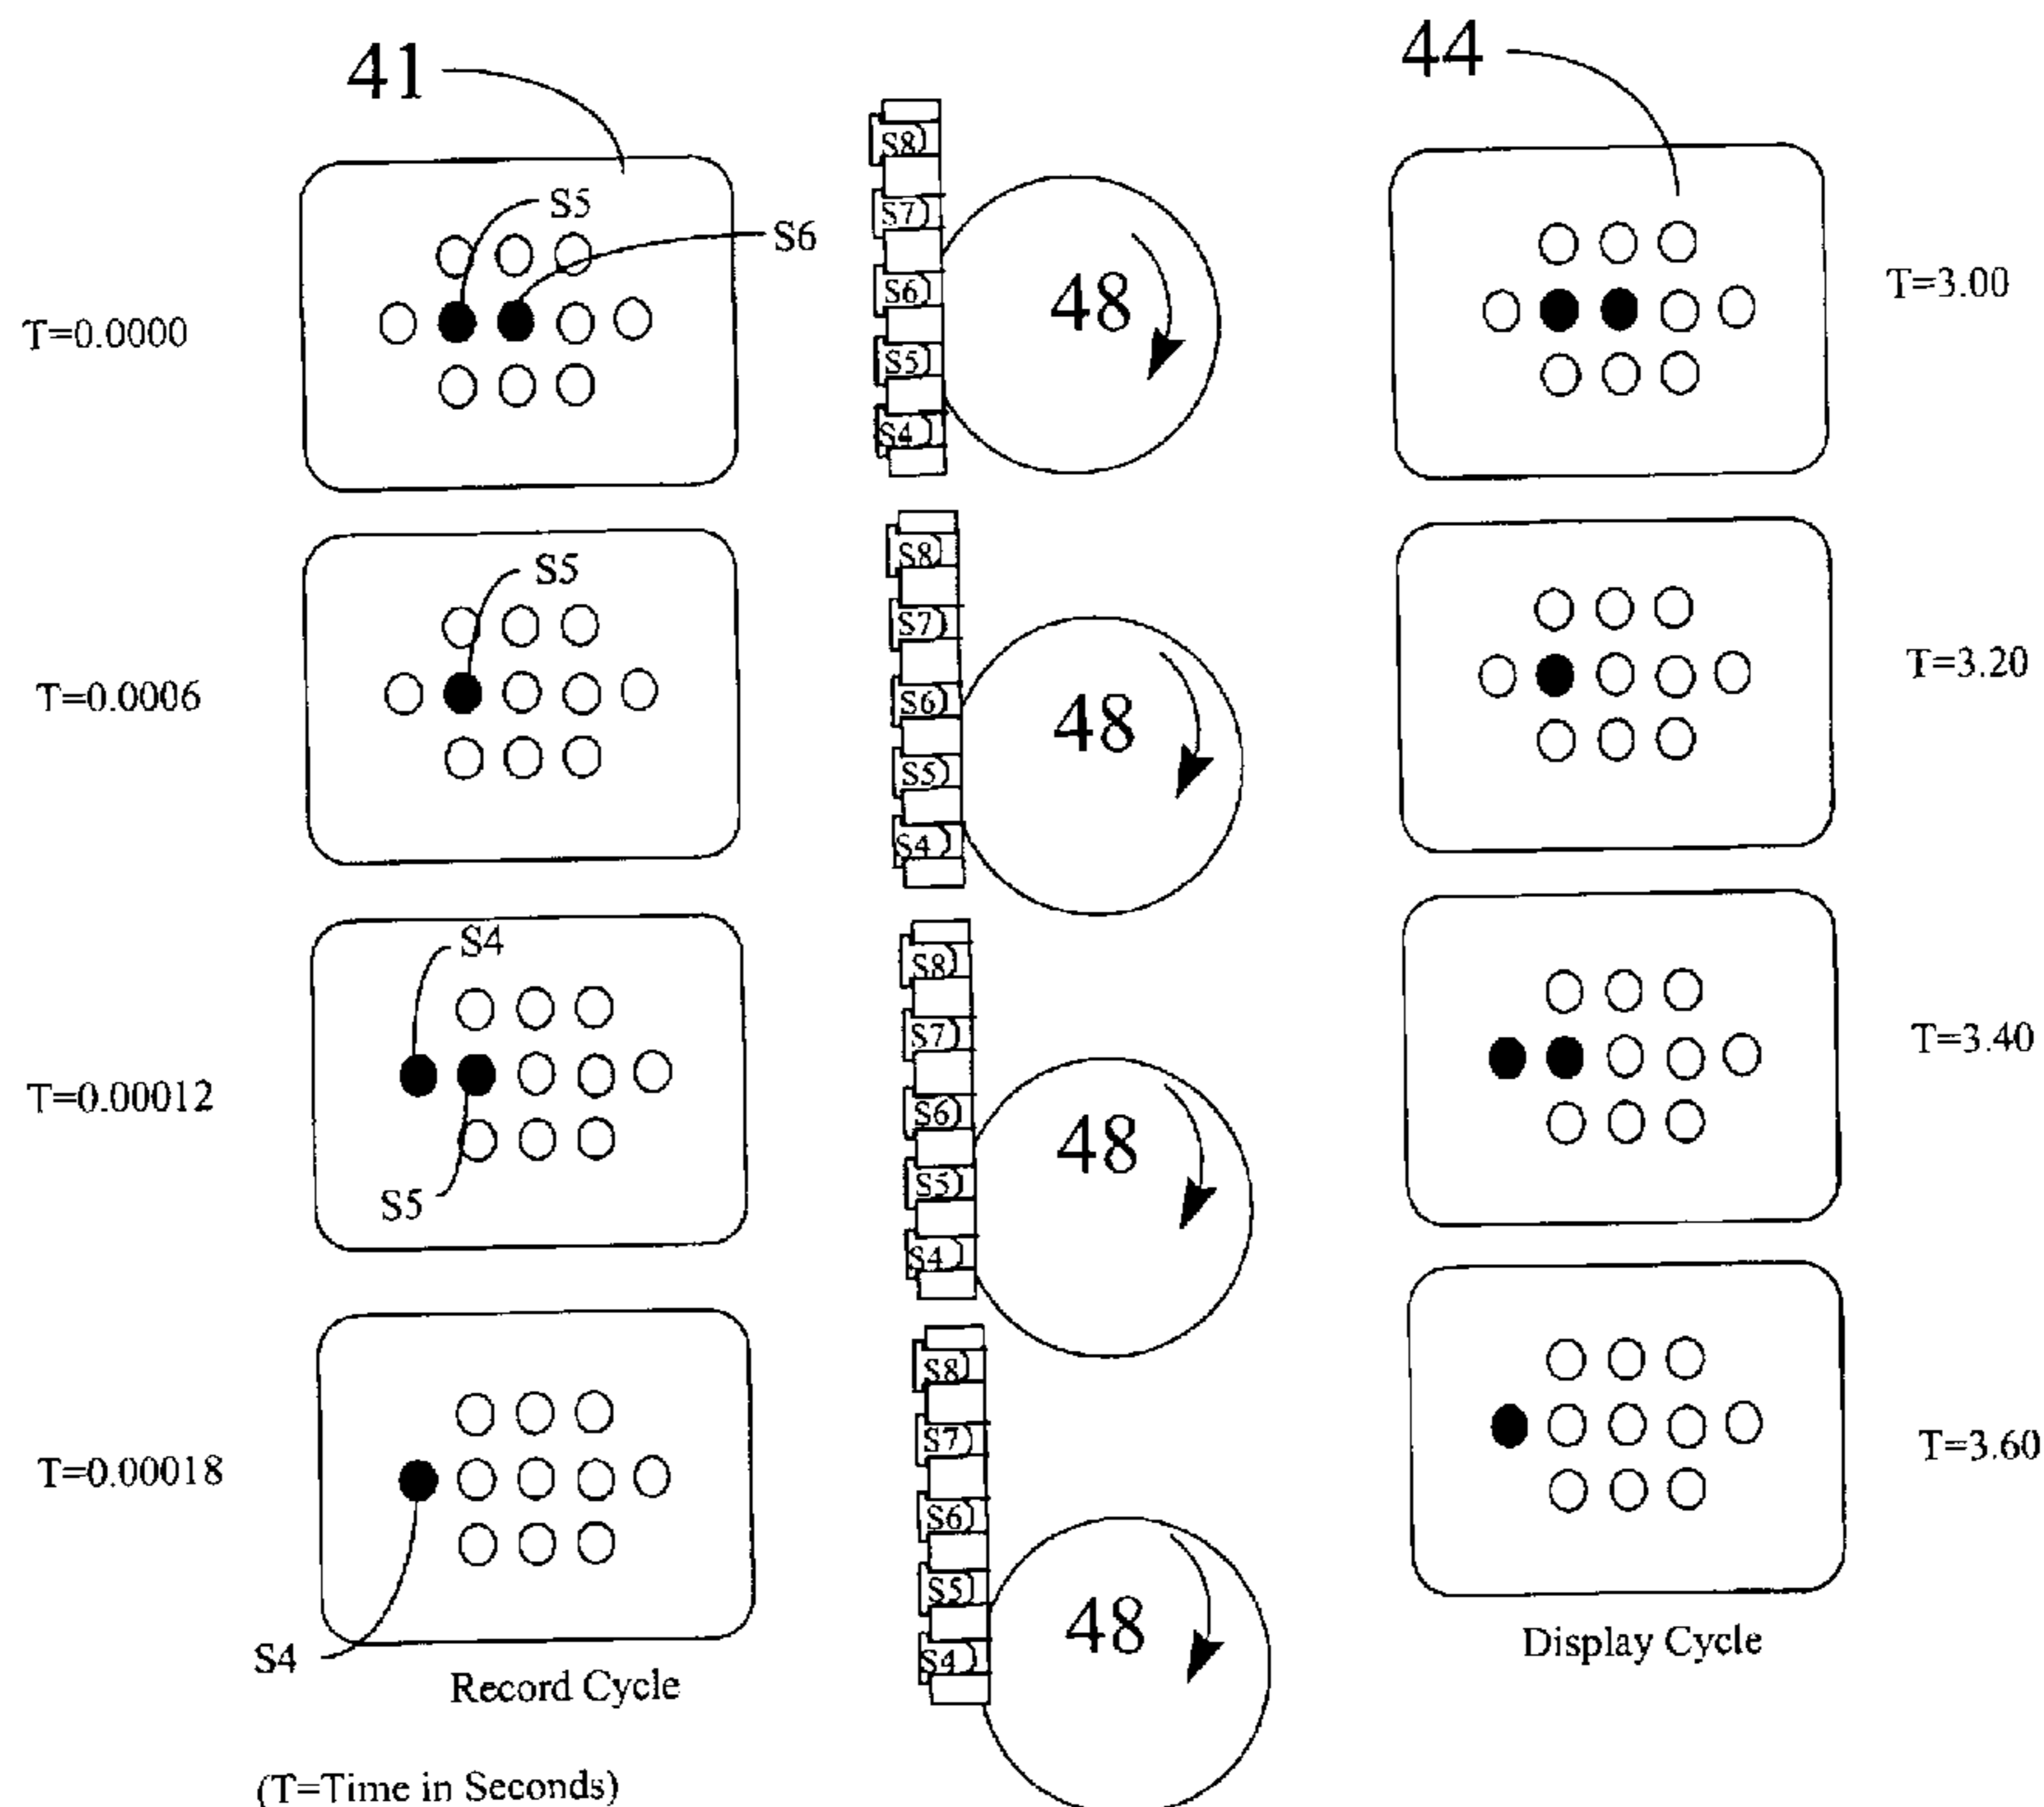 41
44
S5
S6
T=0.0000
S8
S7
S6
S5
S4
48
T=3.00
S5
T=0.0006
S8
S7
S6
S5
S4
48
T=3.20
S4
S5
T=0.00012
S8
S7
S6
S5
S4
48
T=3.40
T=0.00018
S4
S8
S7
S6
S5
S4
48
T=3.60
Record Cycle
Display Cycle
(T=Time in Seconds)